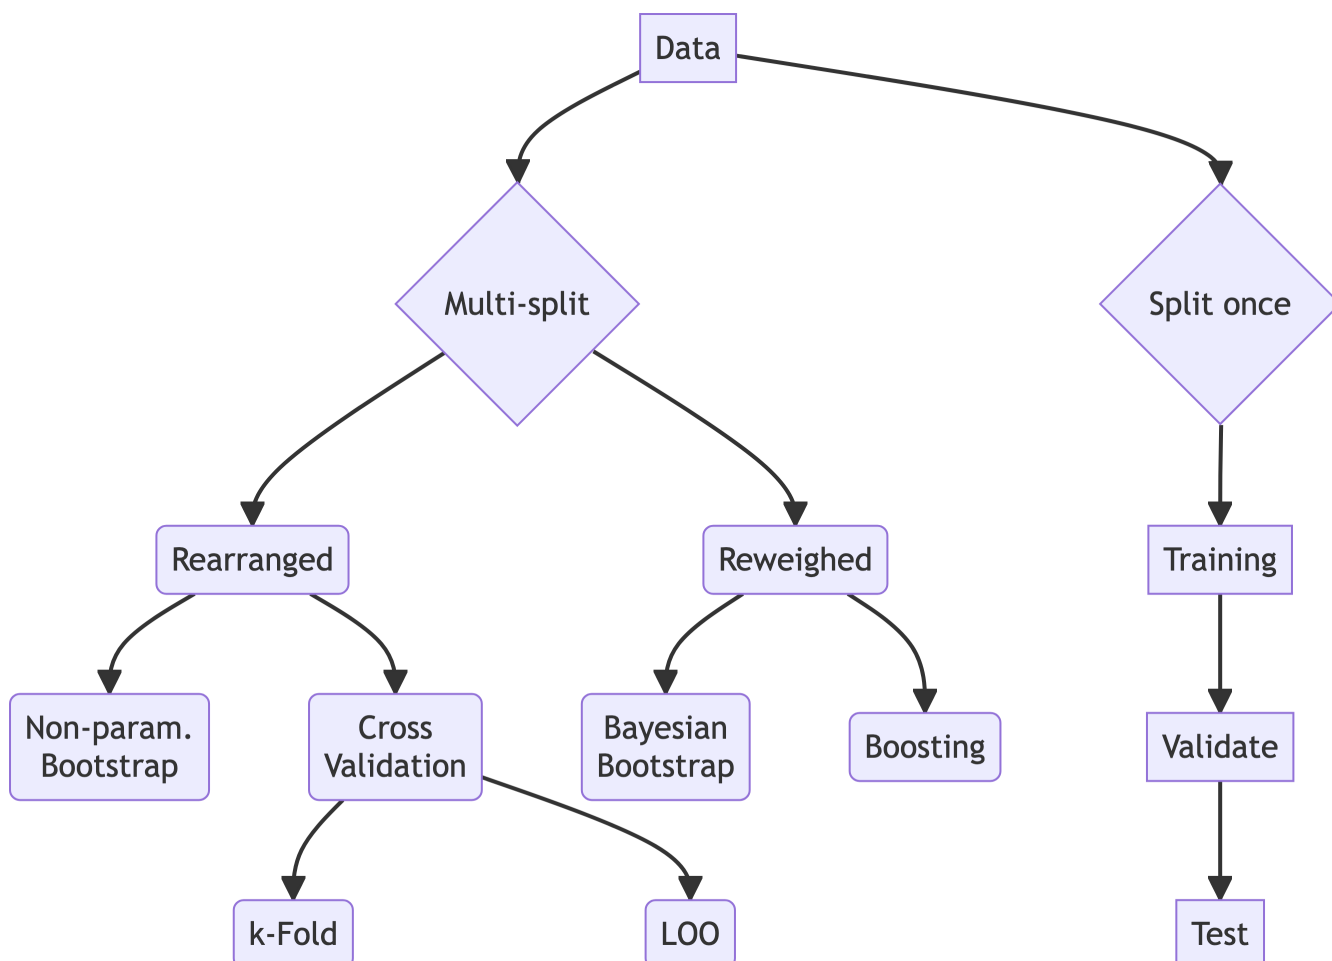 Data
Multi-split
Split once
Rearranged
Reweighed
Training
Non-param.
Bootstrap
Cross
Validation
Bayesian
Bootstrap
Boosting
Validate
k-Fold
LOO
Test